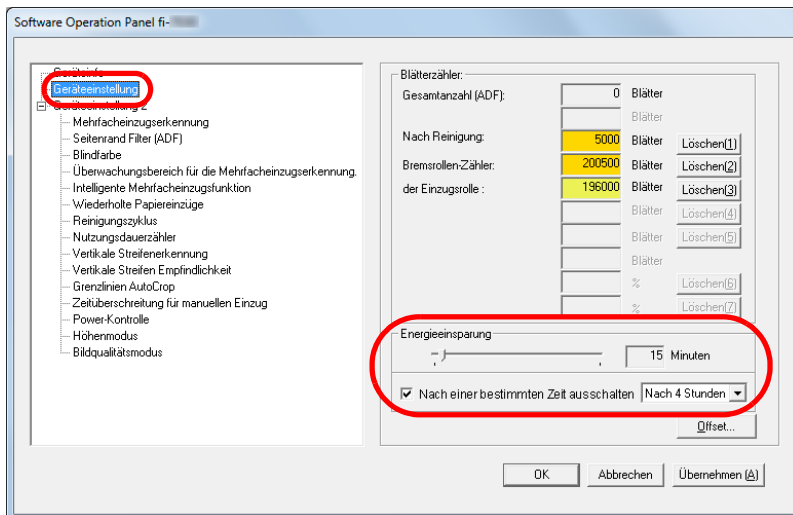 Software Operation Panel fi-
Geräteinfo
Geräteeinstellung
Geräteeinstellung 2
Mehrfacheinzugserkennung
Seitenrand Filter (ADF)
Blindfarbe
Überwachungsbereich für die Mehrfacheinzugserkennung.
Intelligente Mehrfacheinzugsfunktion
Wiederholte Papiereinzüge
Reinigungszyklus
Nutzungsdauerzähler
Vertikale Streifenerkennung
Vertikale Streifen Empfindlichkeit
Grenzlinien AutoCrop
Zeitüberschreitung für manuellen Einzug
Power-Kontrolle
Höhenmodus
Bildqualitätsmodus
Blätterzähler:
Gesamtanzahl (ADF): 0 Blätter
Blätter
Nach Reinigung: 5000 Blätter Löschen(1)
Bremsrollen-Zähler: 200500 Blätter Löschen(2)
der Einzugsrolle : 196000 Blätter Löschen(3)
Blätter Löschen(4)
Blätter Löschen(5)
Blätter
% Löschen(6)
% Löschen(7)
Energieeinsparung
15 Minuten
Nach einer bestimmten Zeit ausschalten Nach 4 Stunden
Offset...
OK Abbrechen Übernehmen (A)